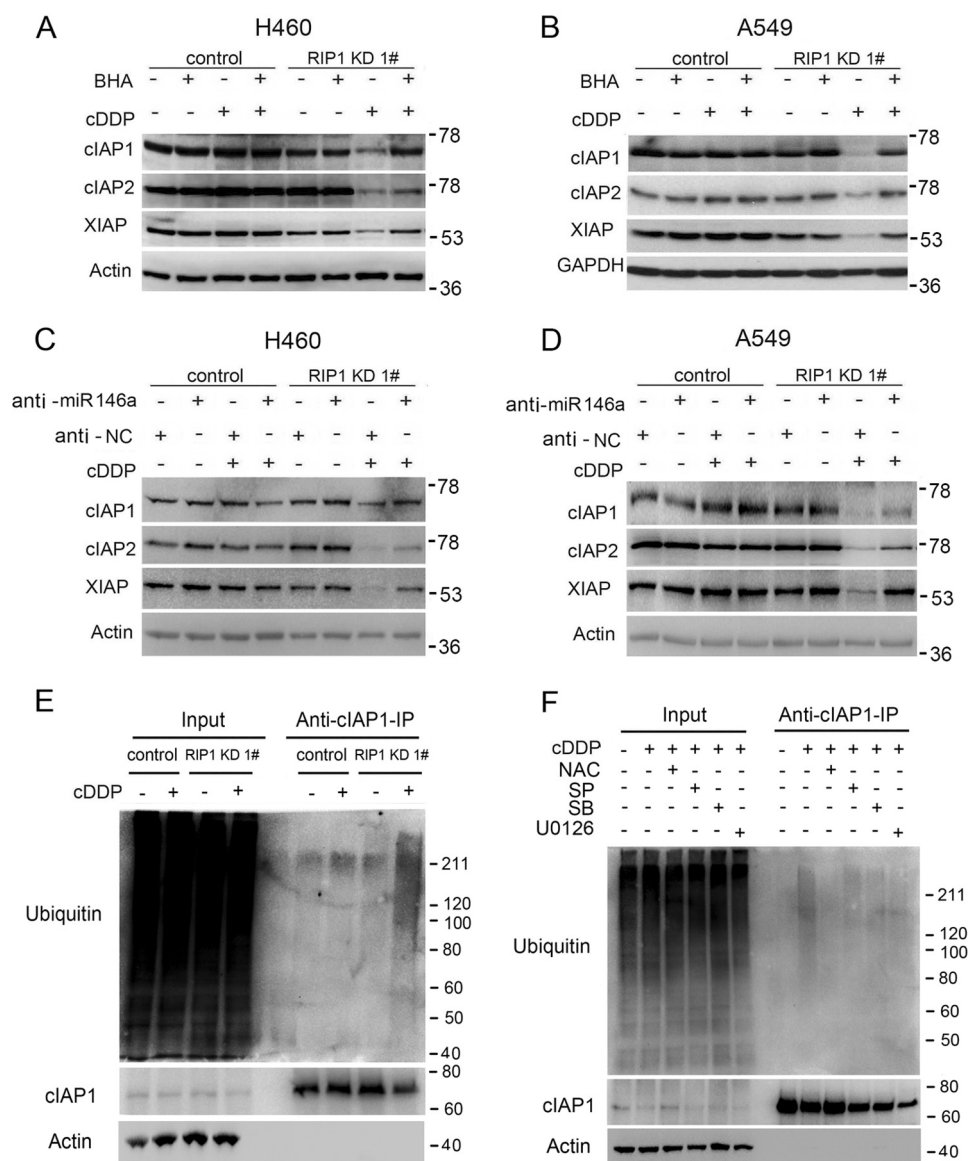 A
H460
control RIP1 KD 1#
BHA - + - + - + - +
cDDP - - + + - - + +
cIAP1 -78
cIAP2 -78
XIAP -53
Actin -36
B
A549
control RIP1 KD 1#
BHA - + - + - + - +
cDDP - - + + - - + +
cIAP1 -78
cIAP2 -78
XIAP -53
GAPDH -36
C
H460
control RIP1 KD 1#
anti -miR146a - + - + - + - +
anti - NC + - + - + - + -
cDDP - - + + - - + +
cIAP1 -78
cIAP2 -78
XIAP -53
Actin -36
D
A549
control RIP1 KD 1#
anti-miR146a - + - + - + - +
anti - NC + - + - + - + -
cDDP - - + + - - + +
cIAP1 -78
cIAP2 -78
XIAP -53
Actin -36
E
Input Anti-cIAP1-IP
control RIP1 KD 1# control RIP1 KD 1#
cDDP - + - + - + - +
Ubiquitin
- 211
- 120
- 100
- 80
- 60
- 50
- 40
cIAP1
- 80
- 60
Actin - 40
F
Input Anti-cIAP1-IP
cDDP - + + + + + - + + + + +
NAC - - + - - - - - + - - -
SP - - - + - - - - - + - -
SB - - - - + - - - - - + -
U0126 - - - - - + - - - - - +
Ubiquitin
- 211
- 120
- 100
- 80
- 60
- 50
cIAP1
- 80
- 60
Actin - 40